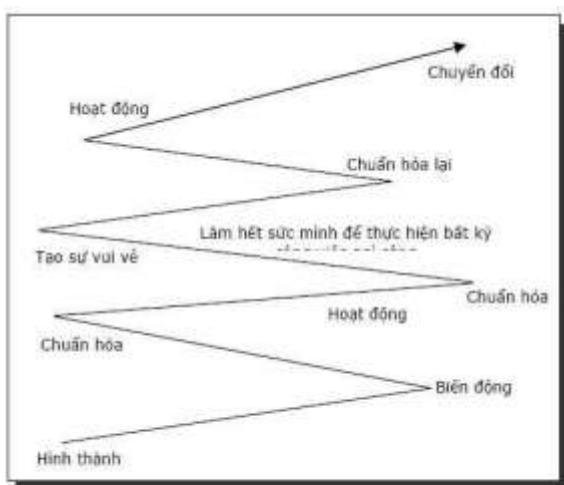 Chuyển đổi
Hoạt động
Chuẩn hóa lại
Làm hết sức mình để thực hiện bất kỳ
Tạo sự vui vẻ
Chuẩn hóa
Hoạt động
Chuẩn hóa
Biến động
Hình thành